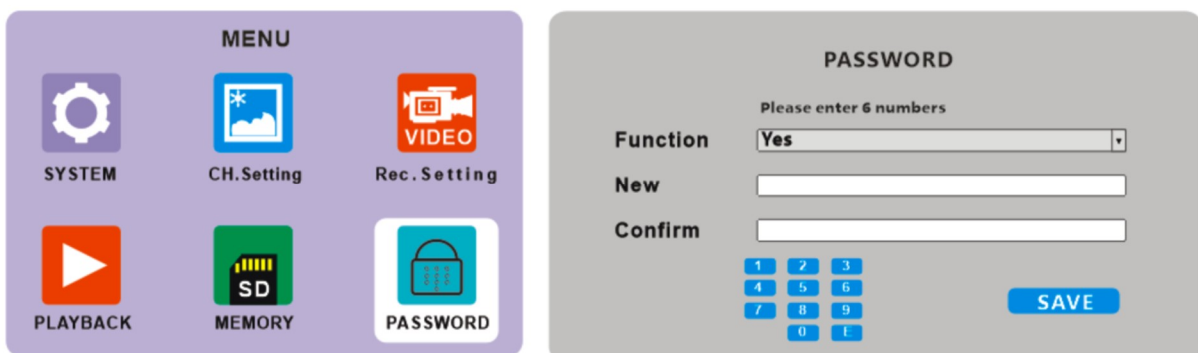 MENU
SYSTEM
CH.Setting
VIDEO
Rec.Setting
PLAYBACK
SD
MEMORY
PASSWORD
PASSWORD
Please enter 6 numbers
Function Yes
New
Confirm
1 2 3
4 5 6
7 8 9
0 E
SAVE